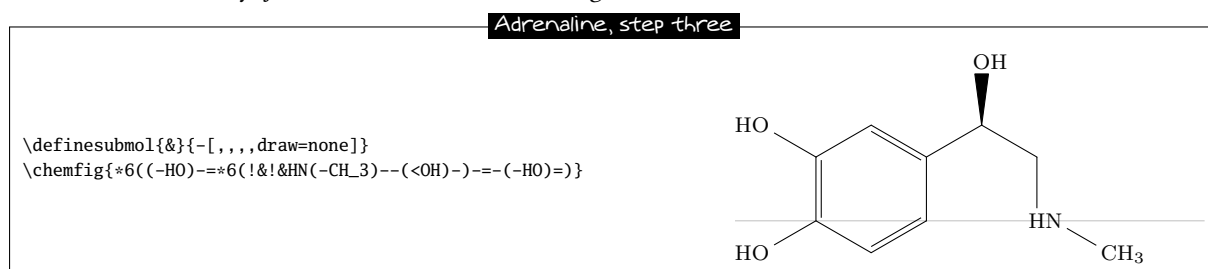 Adrenaline, step three
OH
HO
\definesubmol{&}{-[,,,,draw=none]}
\chemfig{*6((-HO)-=*6(!&!&HN(-CH_3)--(<OH)-)-=-(-HO)=)}
HN
HO
CH3